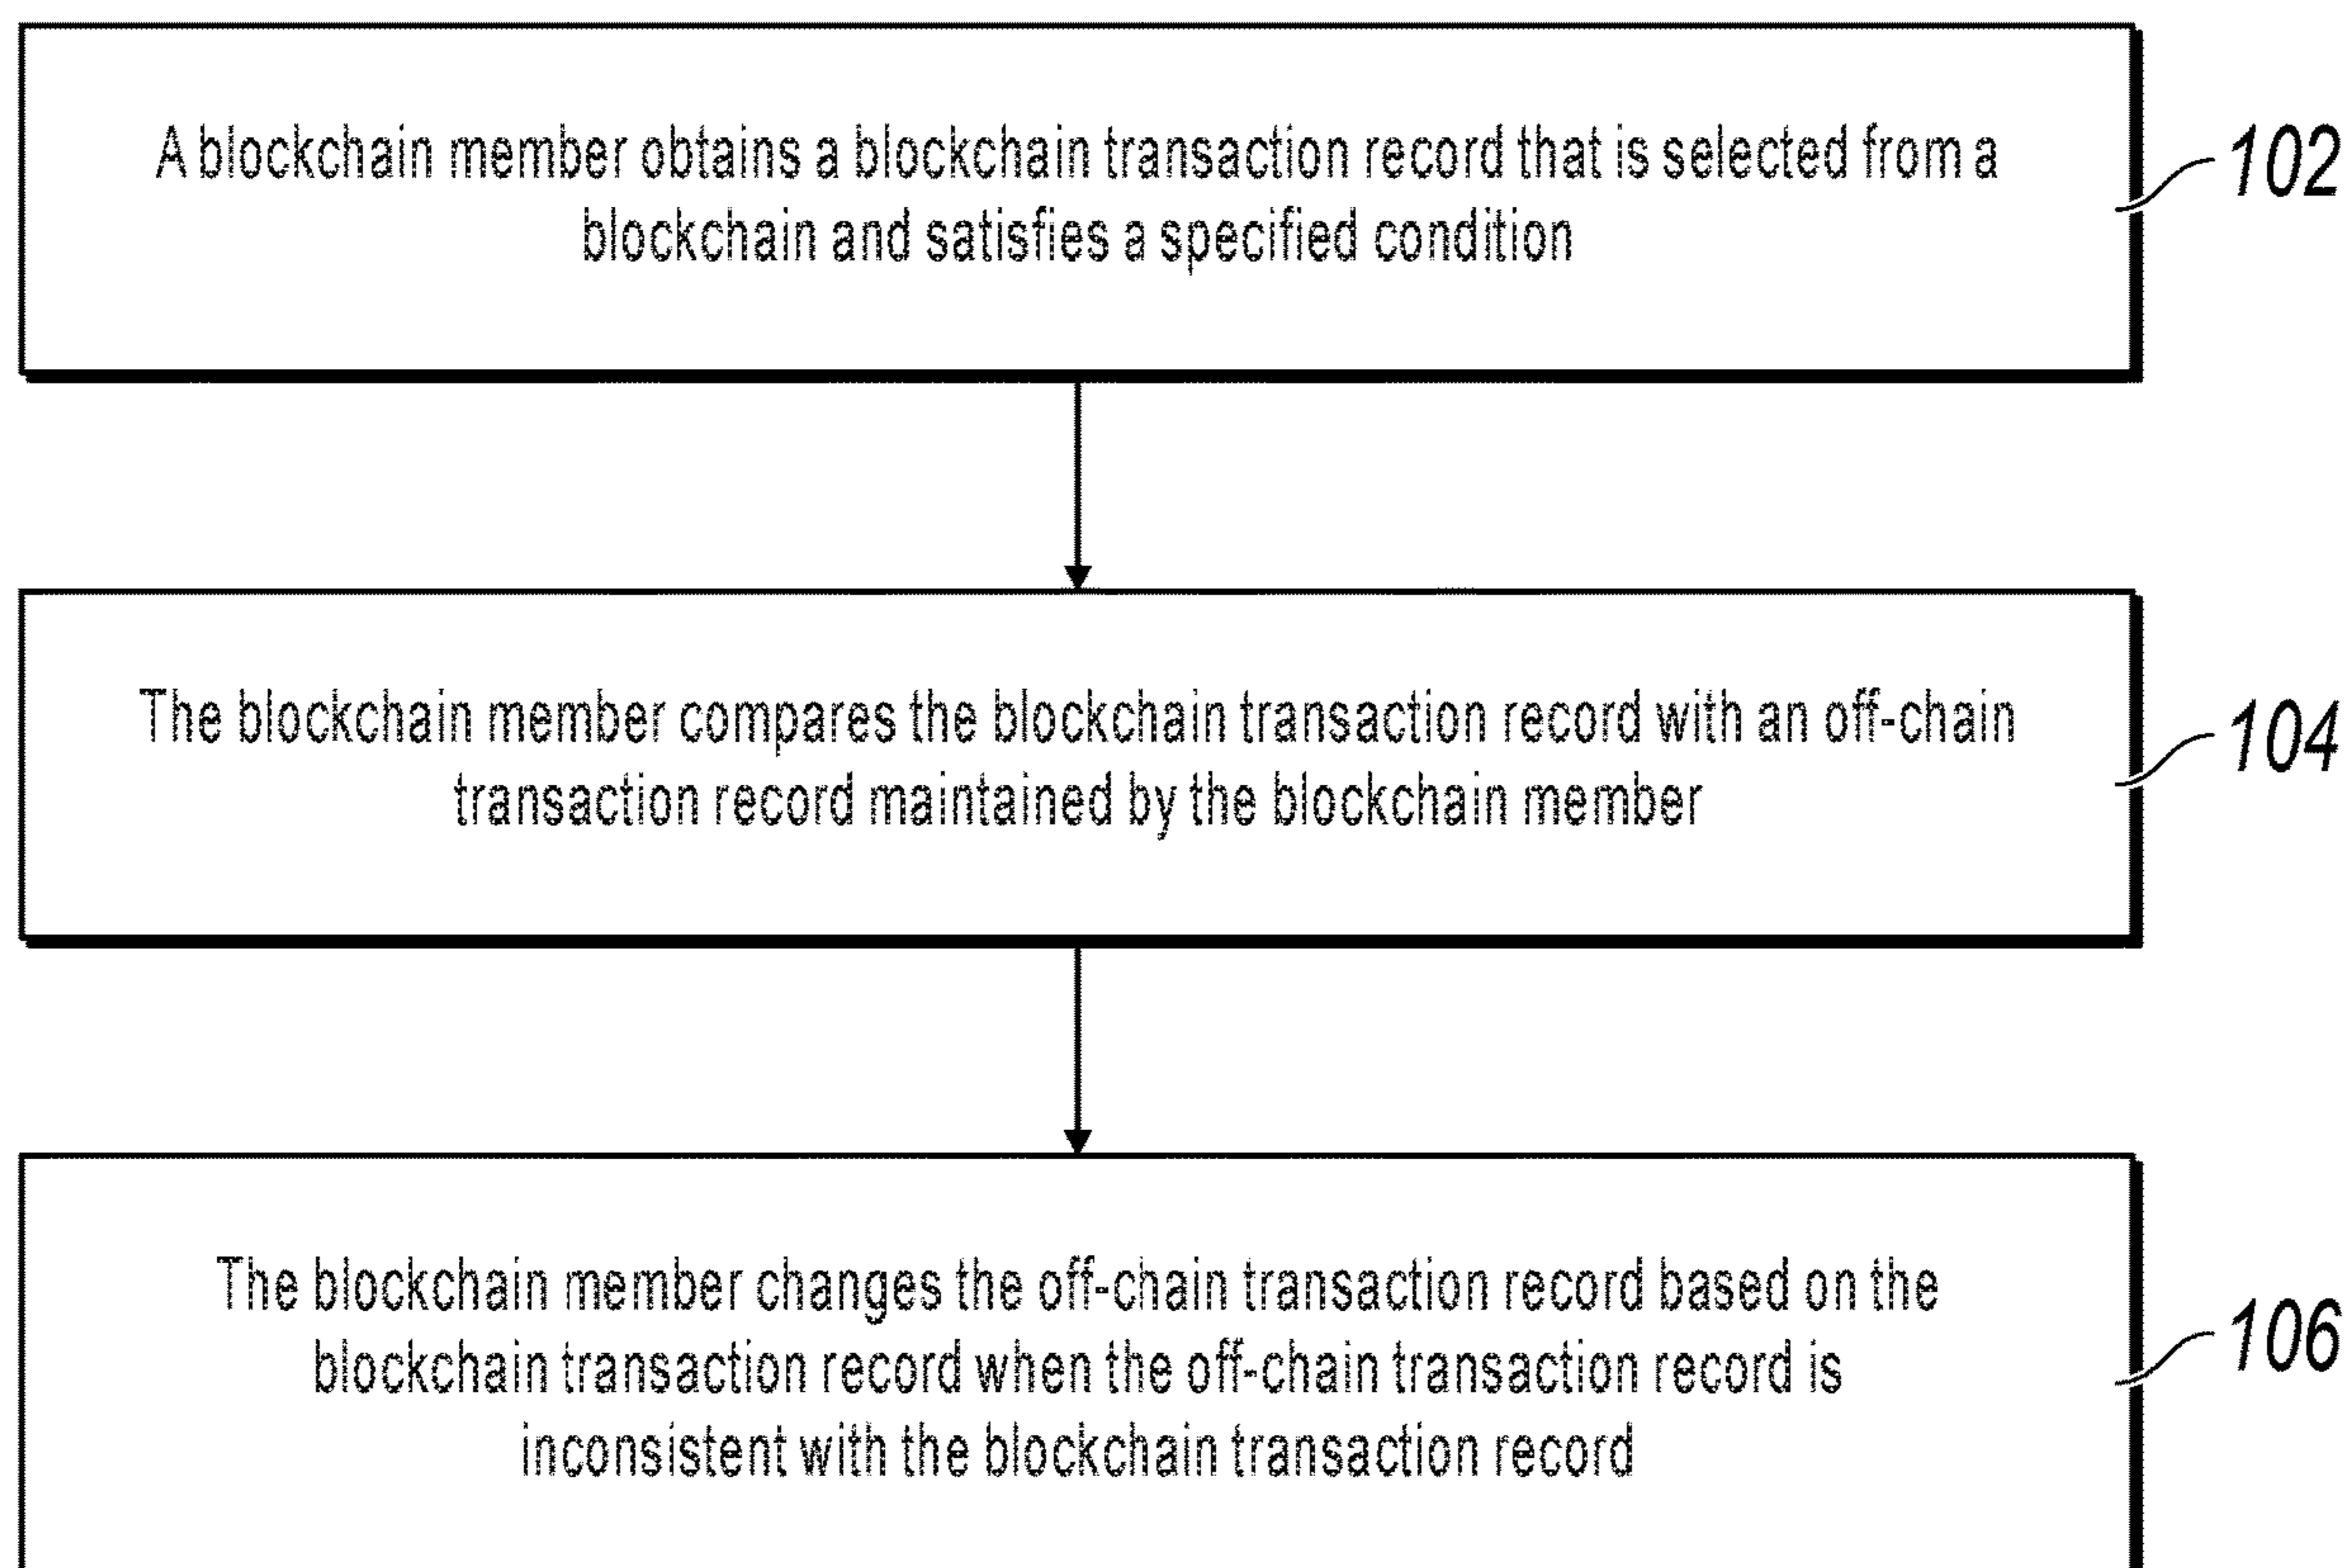 A blockchain member obtains a blockchain transaction record that is selected from a
blockchain and satisfies a specified condition
102
The blockchain member compares the blockchain transaction record with an off-chain
transaction record maintained by the blockchain member
104
The blockchain member changes the off-chain transaction record based on the
blockchain transaction record when the off-chain transaction record is
inconsistent with the blockchain transaction record
106